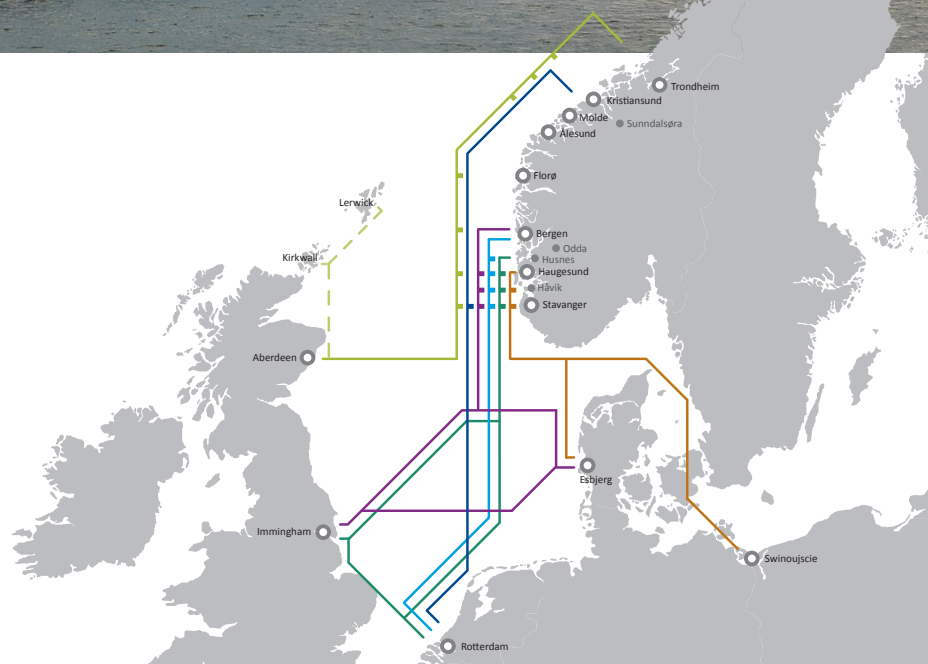 Trondheim
Kristiansund
Molde
Sunndalsøra
Ålesund
Florø
Lerwick
Bergen
Odda
Kirkwall
Husnes
Haugesund
Håvik
Stavanger
Aberdeen
Esbjerg
Immingham
Swinoujscie
Rotterdam